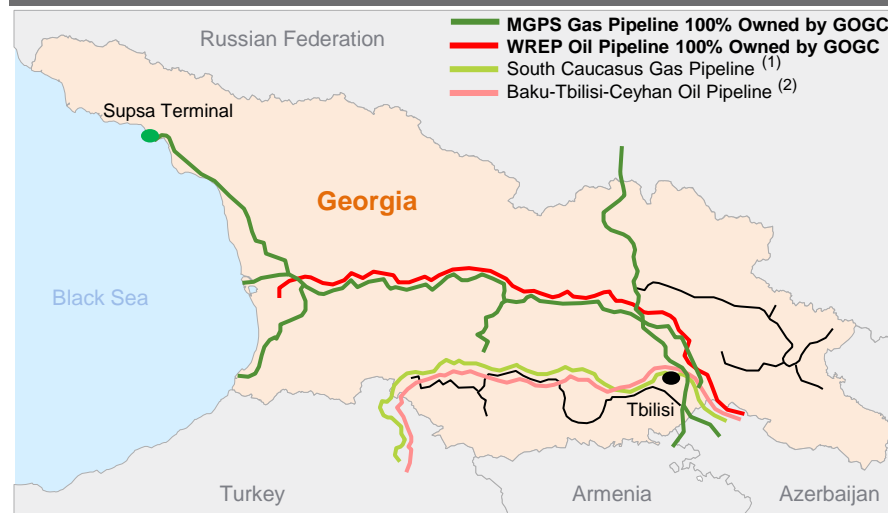 MGPS Gas Pipeline 100% Owned by GOGC
WREP Oil Pipeline 100% Owned by GOGC
South Caucasus Gas Pipeline (1)
Baku-Tbilisi-Ceyhan Oil Pipeline (2)
Russian Federation
Supsa Terminal
Georgia
Black Sea
Tbilisi
Turkey
Armenia
Azerbaijan